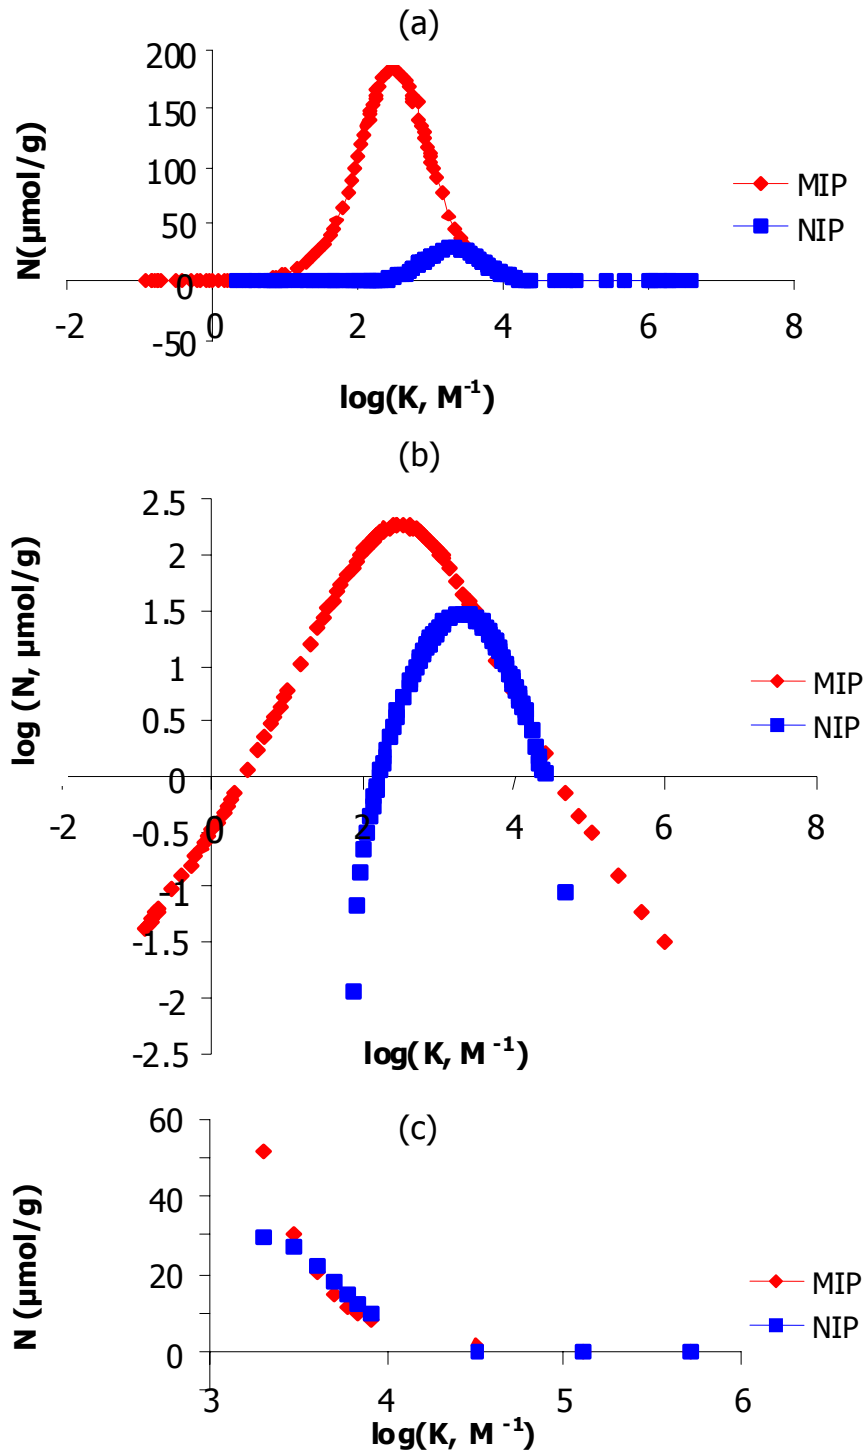 (a)
200
150
100
50
0
-50
-2
0
2
4
6
8
N(µmol/g)
log(K, M⁻¹)
MIP
NIP
(b)
2.5
2
1.5
1
0.5
0
-0.5
-1
-1.5
-2
-2.5
-2
0
2
4
6
8
log (N, µmol/g)
log(K, M⁻¹)
MIP
NIP
(c)
60
40
20
0
3
4
5
6
N (µmol/g)
log(K, M⁻¹)
MIP
NIP